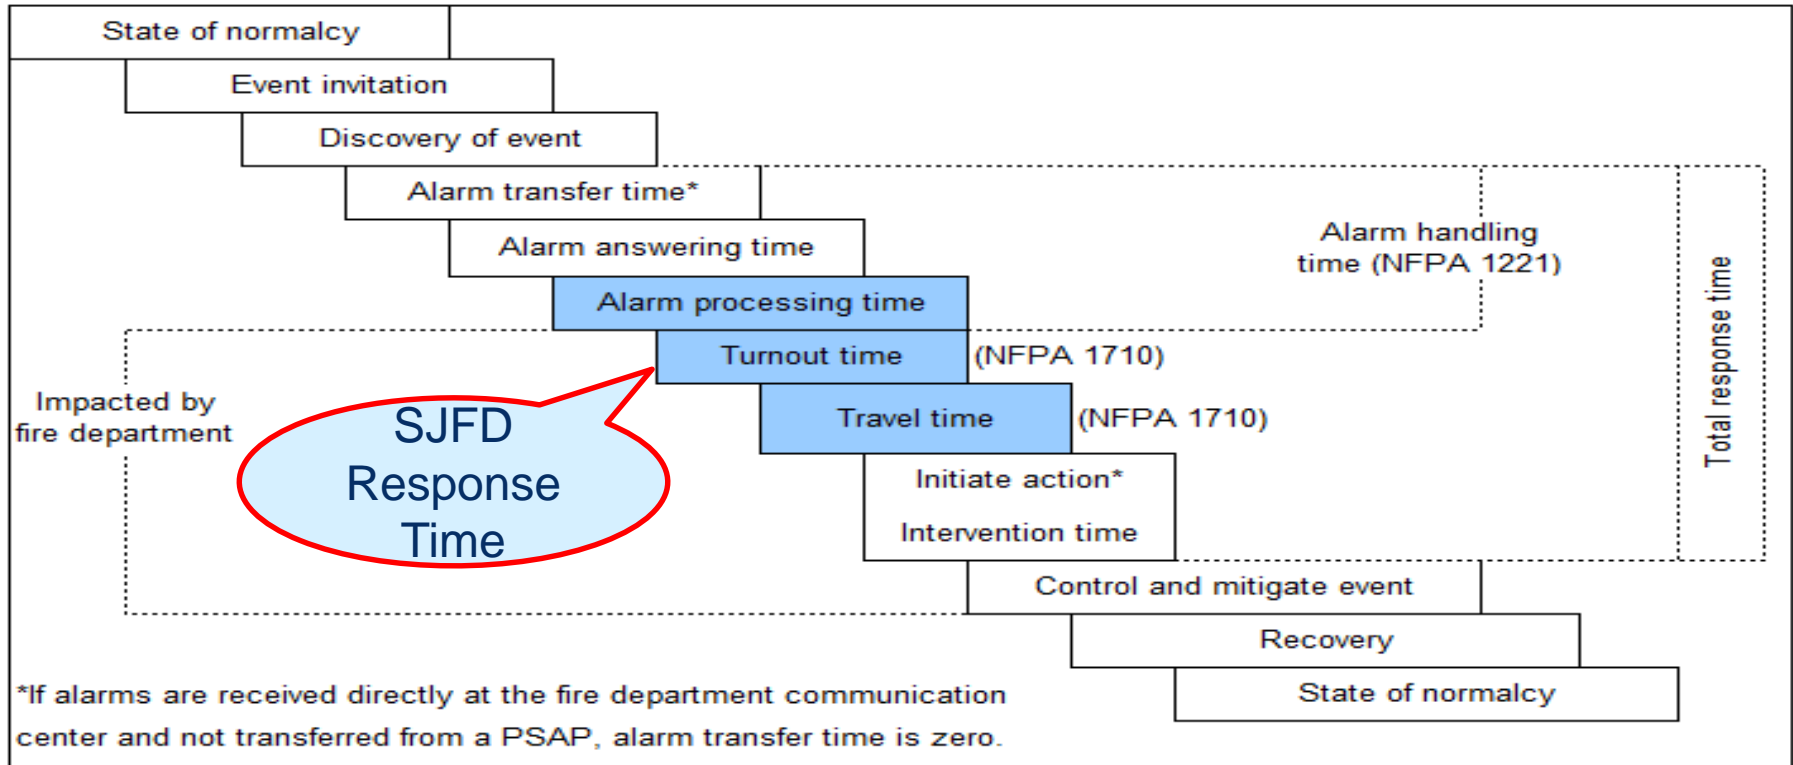 State of normalcy
Event invitation
Discovery of event
Alarm transfer time*
Alarm answering time
Alarm handling
time (NFPA 1221)
Alarm processing time
Turnout time
(NFPA 1710)
Travel time
(NFPA 1710)
Total response time
Impacted by
fire department
SJFD
Response
Time
Initiate action*
Intervention time
Control and mitigate event
Recovery
State of normalcy
*If alarms are received directly at the fire department communication
center and not transferred from a PSAP, alarm transfer time is zero.